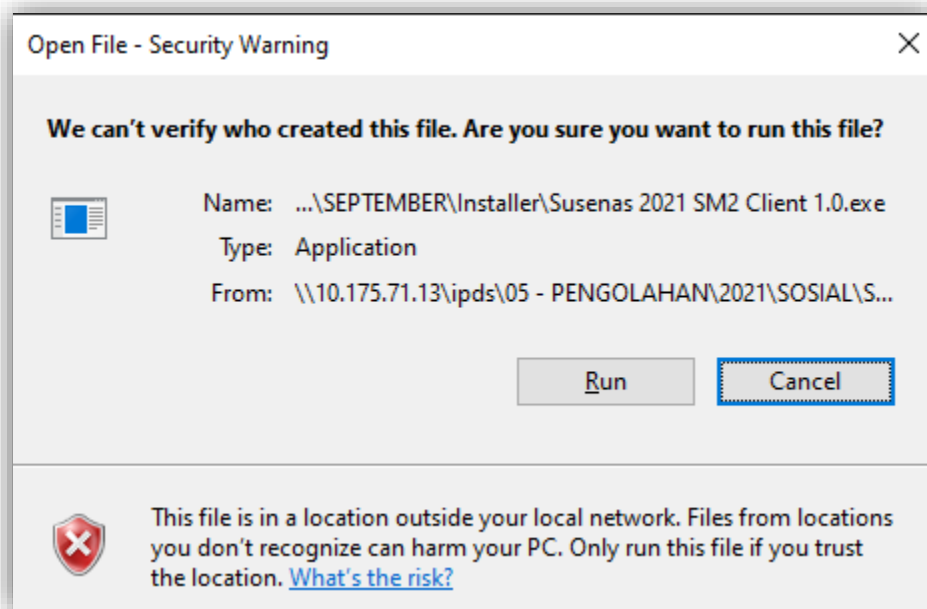 Open File - Security Warning
We can't verify who created this file. Are you sure you want to run this file?
Name: ...\SEPTEMBER\Installer\Susenas 2021 SM2 Client 1.0.exe
Type: Application
From: \\10.175.71.13\ipds\05 - PENGOLAHAN\2021\SOSIAL\S...
Run Cancel
This file is in a location outside your local network. Files from locations
you don't recognize can harm your PC. Only run this file if you trust
the location. What's the risk?